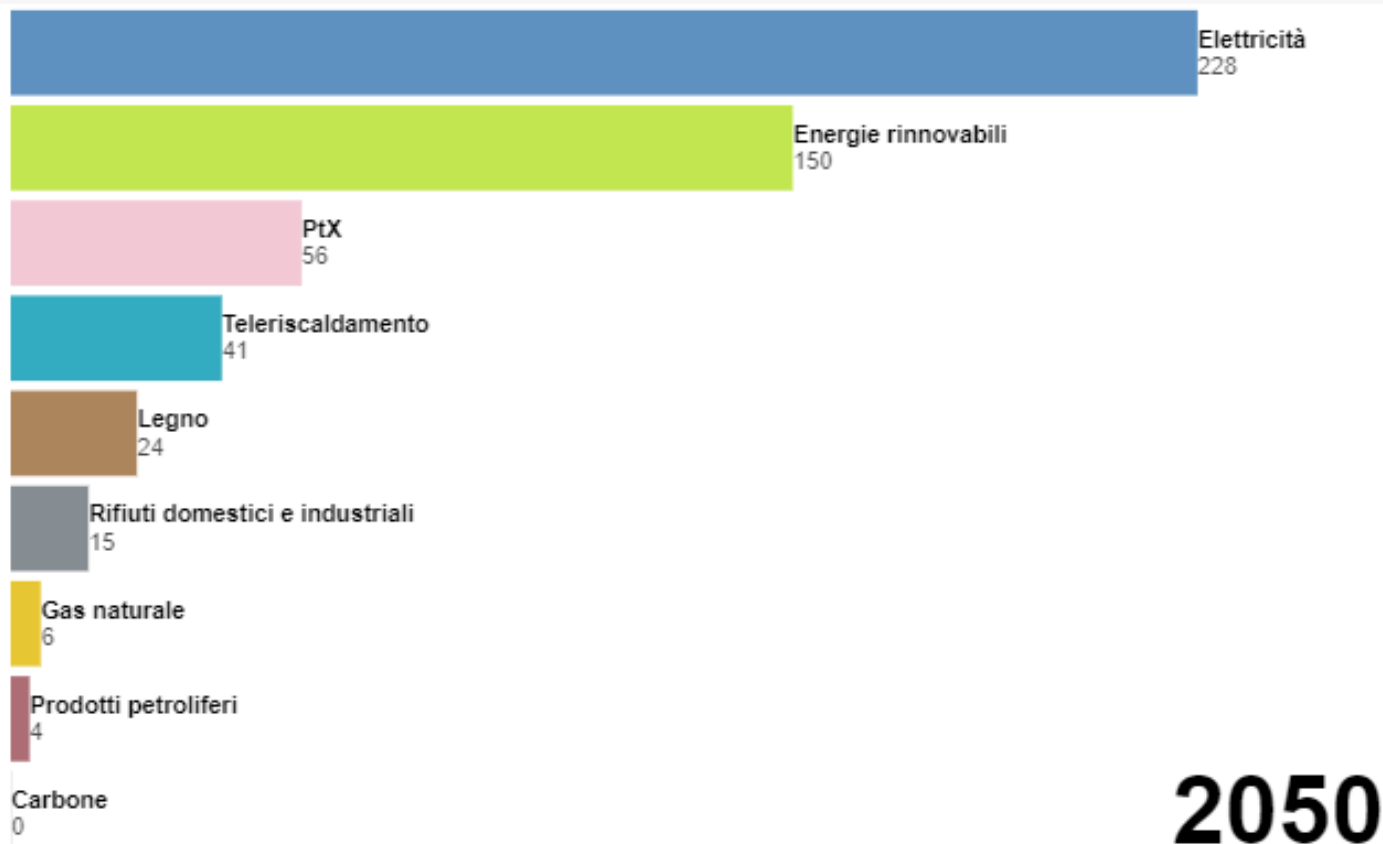 Elettricità
228
Energie rinnovabili
150
PtX
56
Teleriscaldamento
41
Legno
24
Rifiuti domestici e industriali
15
Gas naturale
6
Prodotti petroliferi
4
Carbone
0
2050